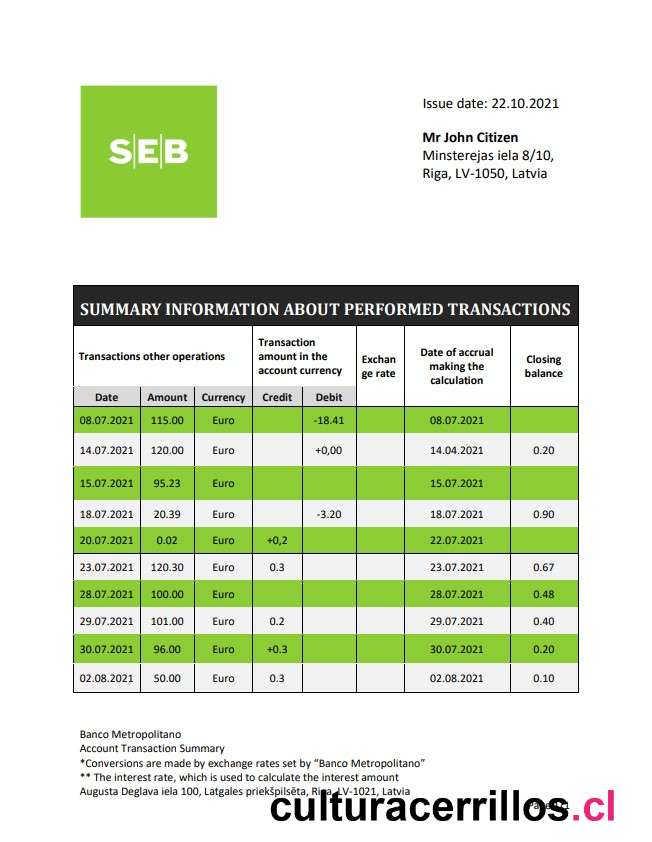 SEB
Issue date: 22.10.2021
Mr John Citizen
Minsterejas iela 8/10,
Riga, LV-1050, Latvia
SUMMARY INFORMATION ABOUT PERFORMED TRANSACTIONS
Transactions other operations
Transaction
amount in the
account currency
Exchan
ge rate
Date of accrual
making the
calculation
Closing
balance
Date Amount Currency Credit Debit
08.07.2021 115.00 Euro -18.41 08.07.2021
14.07.2021 120.00 Euro +0,00 14.04.2021 0.20
15.07.2021 95.23 Euro 15.07.2021
18.07.2021 20.39 Euro -3.20 18.07.2021 0.90
20.07.2021 0.02 Euro +0,2 22.07.2021
23.07.2021 120.30 Euro 0.3 23.07.2021 0.67
28.07.2021 100.00 Euro 28.07.2021 0.48
29.07.2021 101.00 Euro 0.2 29.07.2021 0.40
30.07.2021 96.00 Euro +0.3 30.07.2021 0.20
02.08.2021 50.00 Euro 0.3 02.08.2021 0.10
Banco Metropolitano
Account Transaction Summary
*Conversions are made by exchange rates set by “Banco Metropolitano”
** The interest rate, which is used to calculate the interest amount
Augusta Deglava iela 100, Latgales priekšpilsēta, Riga, LV-1021, Latvia
culturacerrillos.cl